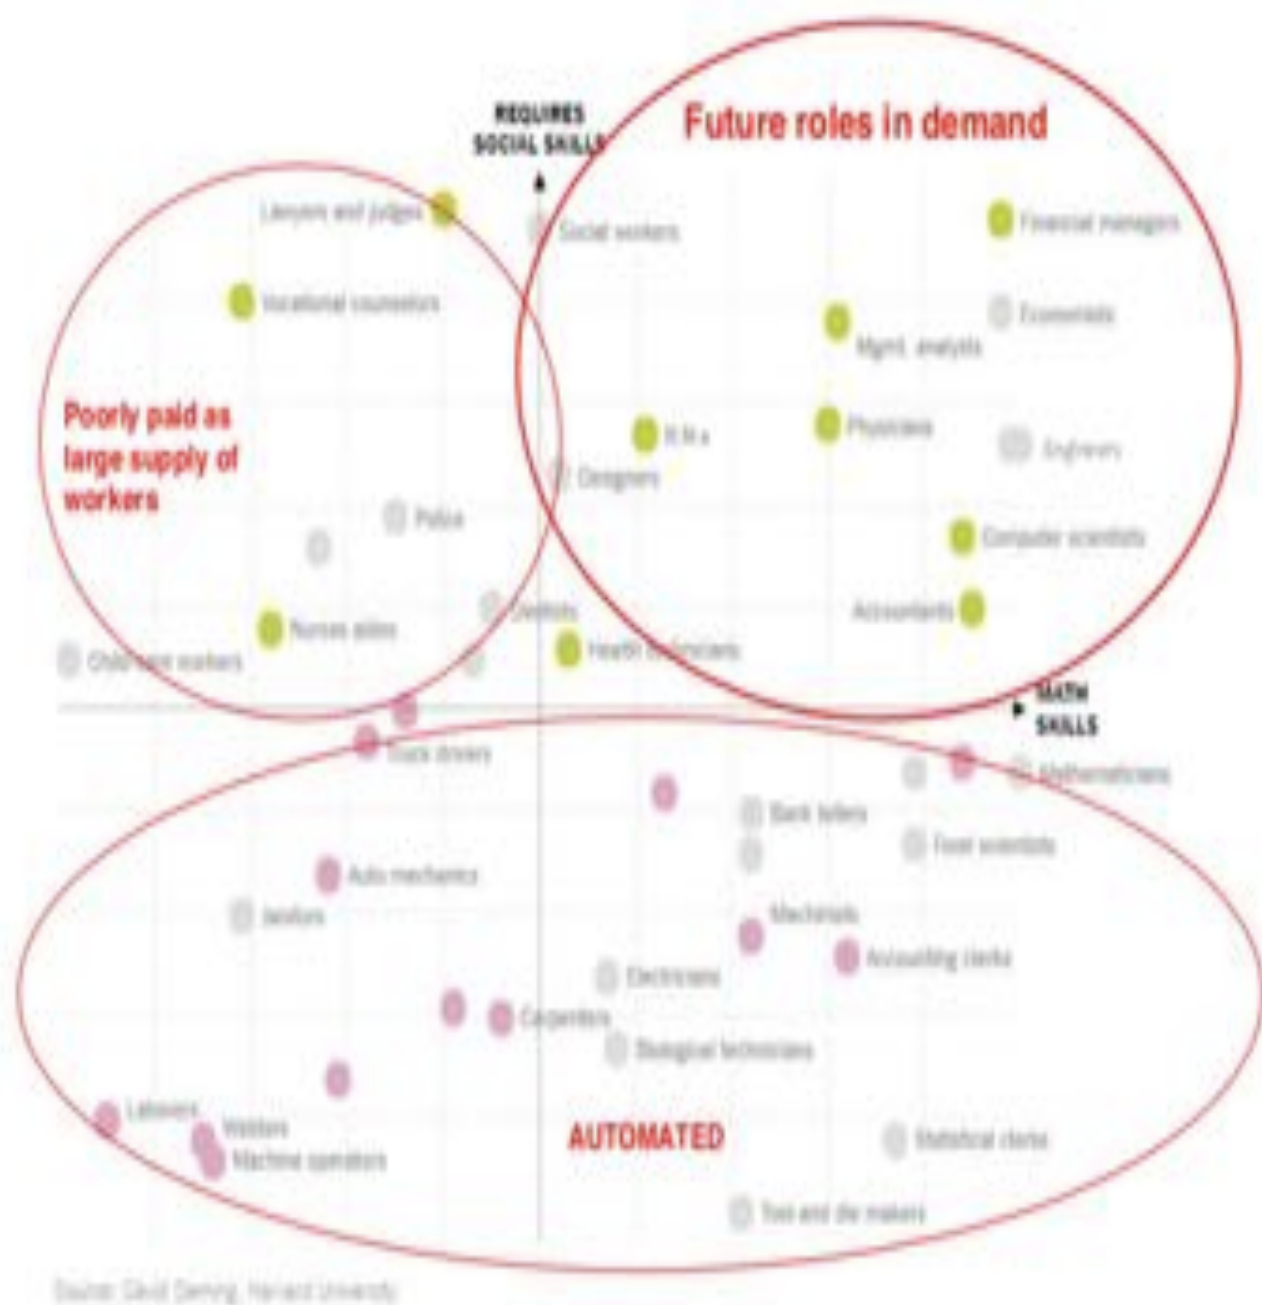 REQUIRES
SOCIAL SKILLS
Future roles in demand
Lawyers and judges
Social workers
Financial managers
Vocational counselors
Economists
Mgmt. analysts
Poorly paid as
large supply of
workers
R.N.s
Physicians
Engineers
Designers
Police
Computer scientists
Dentists
Accountants
Nurses aides
Health technicians
Child care workers
MATH
SKILLS
Truck drivers
Mathematicians
Bank tellers
Food scientists
Auto mechanics
Janitors
Machinists
Accounting clerks
Electricians
Carpenters
Biological technicians
Laborers
Welders
AUTOMATED
Statistical clerks
Machine operators
Tool and die makers
Source: David Deming, Harvard University